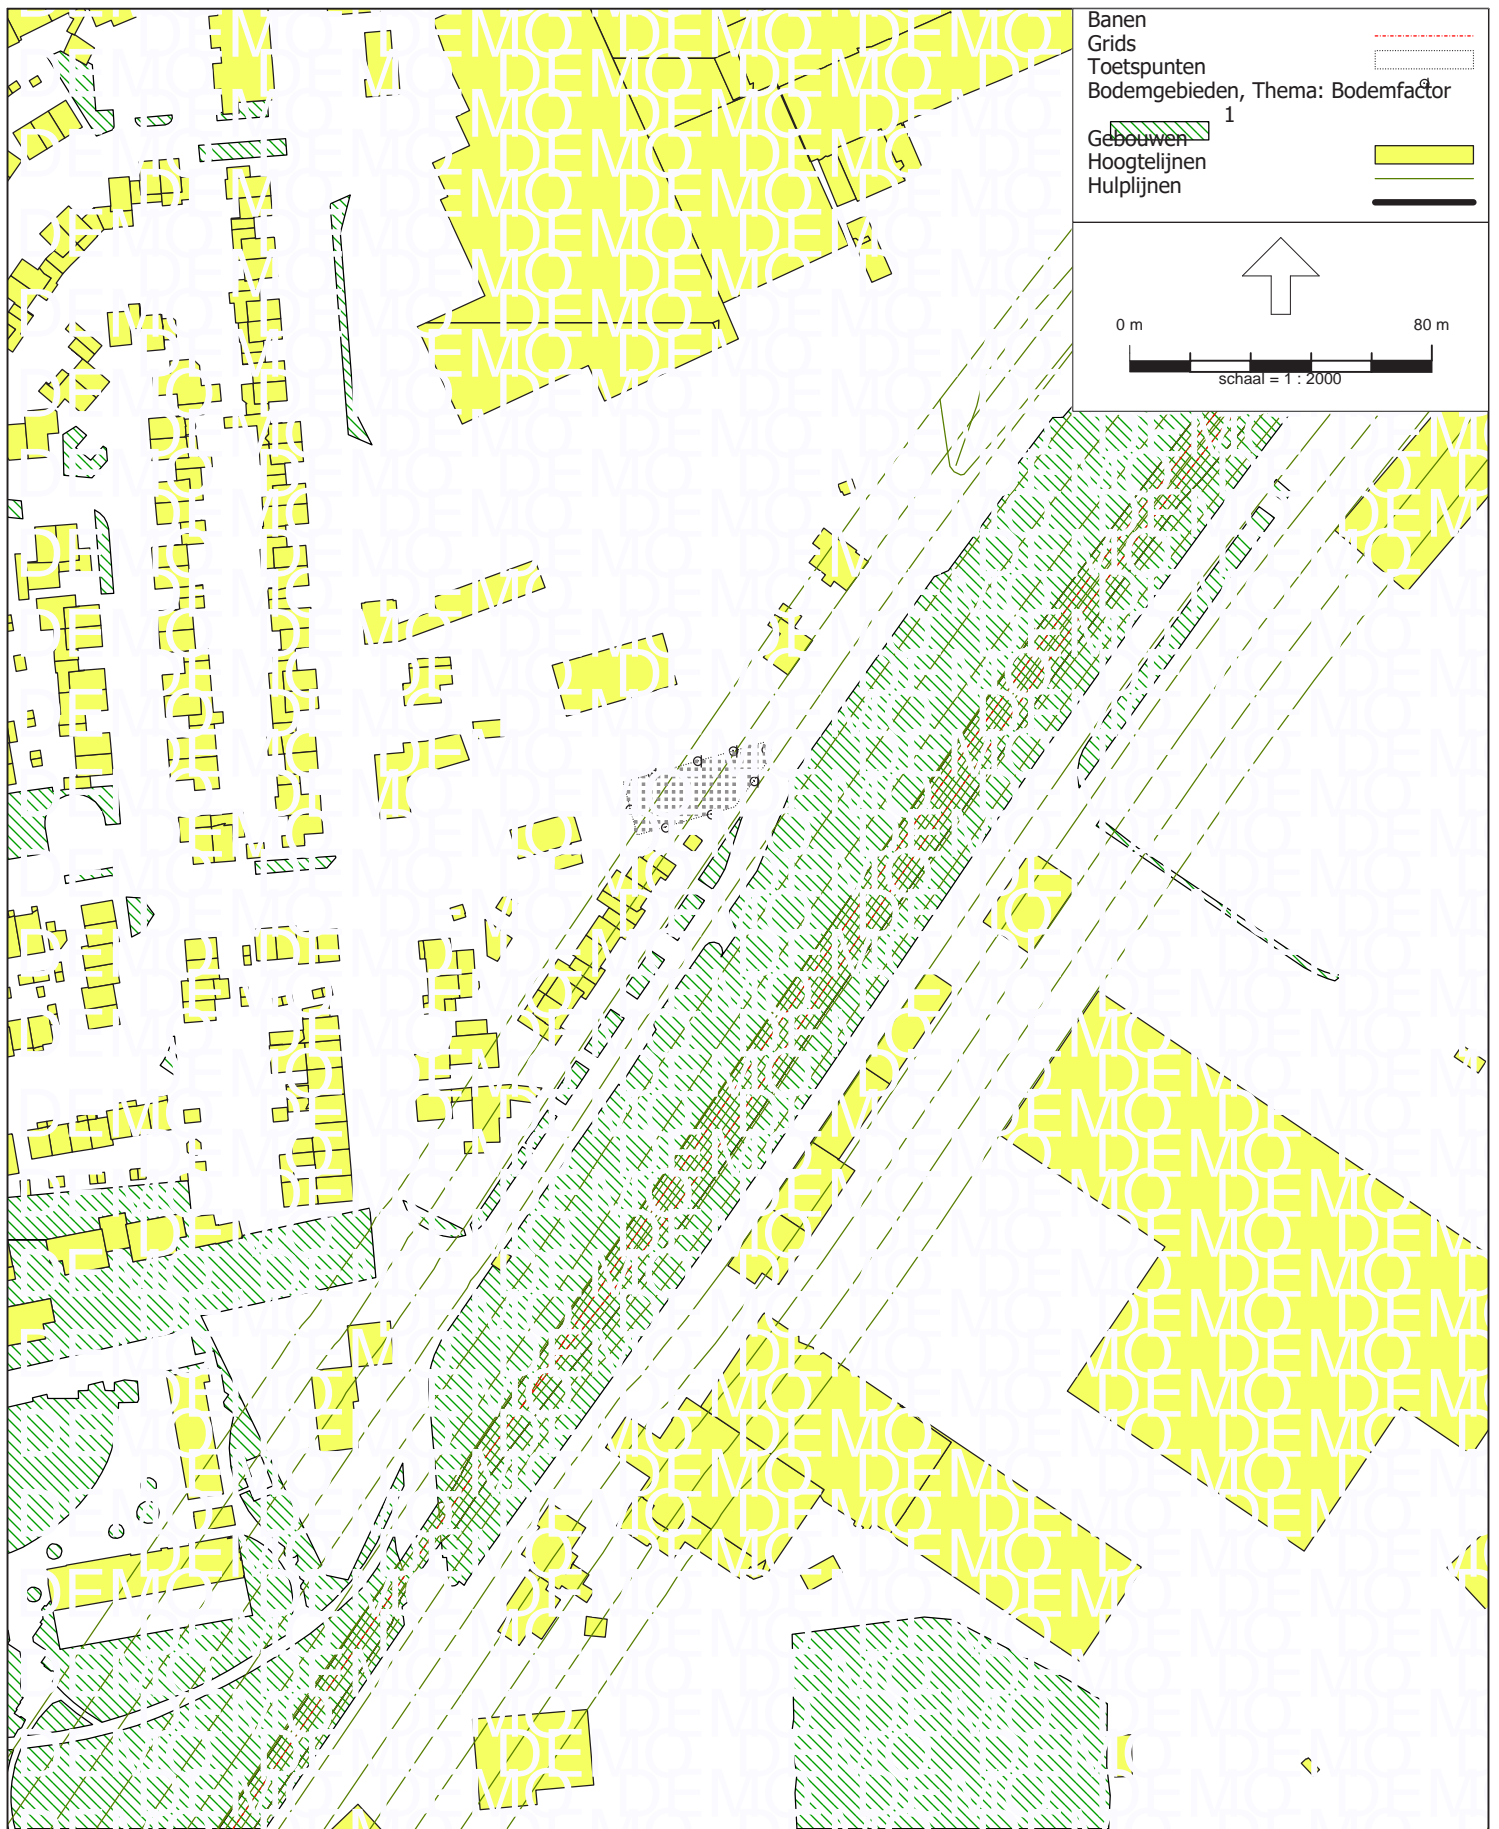 Banen
Grids
Toetspunten
Bodemgebieden, Thema: Bodemfactor
1
Gebouwen
Hoogtelijnen
Hulplijnen
0 m 80 m
schaal = 1 : 2000
DEMO